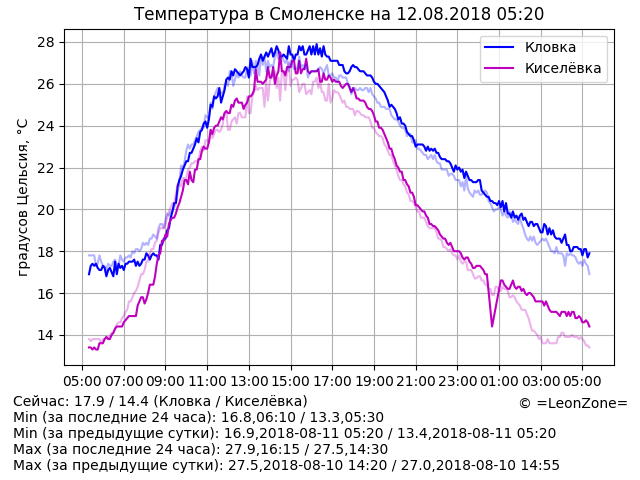 Температура в Смоленске на 12.08.2018 05:20
градусов Цельсия, °C
28
26
24
22
20
18
16
14
Кловка
Киселёвка
05:00 07:00 09:00 11:00 13:00 15:00 17:00 19:00 21:00 23:00 01:00 03:00 05:00
Сейчас: 17.9 / 14.4 (Кловка / Киселёвка)
© =LeonZone=
Min (за последние 24 часа): 16.8,06:10 / 13.3,05:30
Min (за предыдущие сутки): 16.9,2018-08-11 05:20 / 13.4,2018-08-11 05:20
Max (за последние 24 часа): 27.9,16:15 / 27.5,14:30
Max (за предыдущие сутки): 27.5,2018-08-10 14:20 / 27.0,2018-08-10 14:55